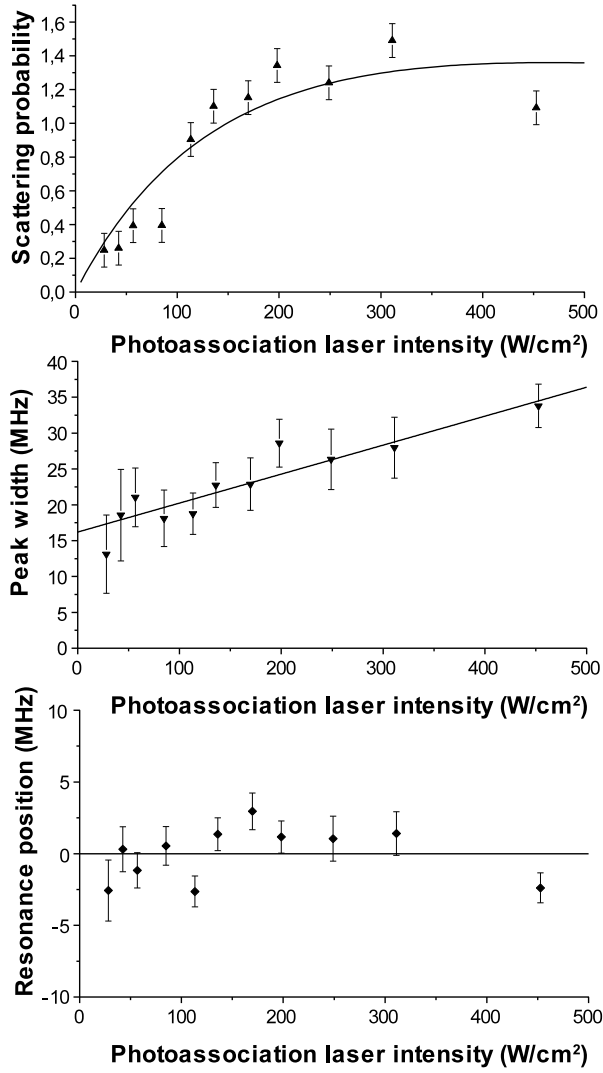 Scattering probability
1,6
1,4
1,2
1,0
0,8
0,6
0,4
0,2
0,0
0 100 200 300 400 500
Photoassociation laser intensity (W/cm²)
Peak width (MHz)
40
35
30
25
20
15
10
5
0
0 100 200 300 400 500
Photoassociation laser intensity (W/cm²)
Resonance position (MHz)
10
5
0
-5
-10
0 100 200 300 400 500
Photoassociation laser intensity (W/cm²)